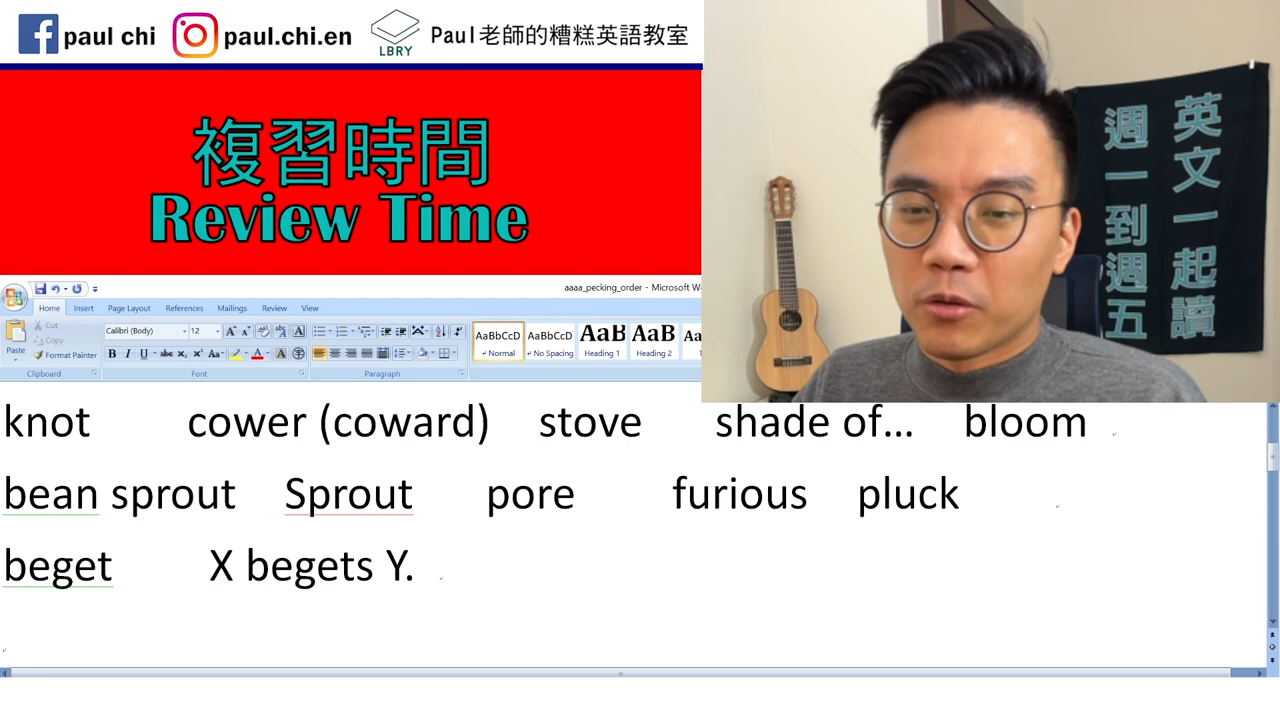 paul chi paul.chi.en LBRY Paul老師的糟糕英語教室
複習時間
Review Time
英文一起讀
週一到週五
aaaa_pecking_order - Microsoft Wo
Home Insert Page Layout References Mailings Review View
Paste Cut Copy Format Painter
Calibri (Body) 12
AaBbCcD AaBbCcD AaB AaB AaB
Normal No Spacing Heading 1 Heading 2
Clipboard Font Paragraph
knot cower (coward) stove shade of... bloom
bean sprout Sprout pore furious pluck
beget X begets Y.